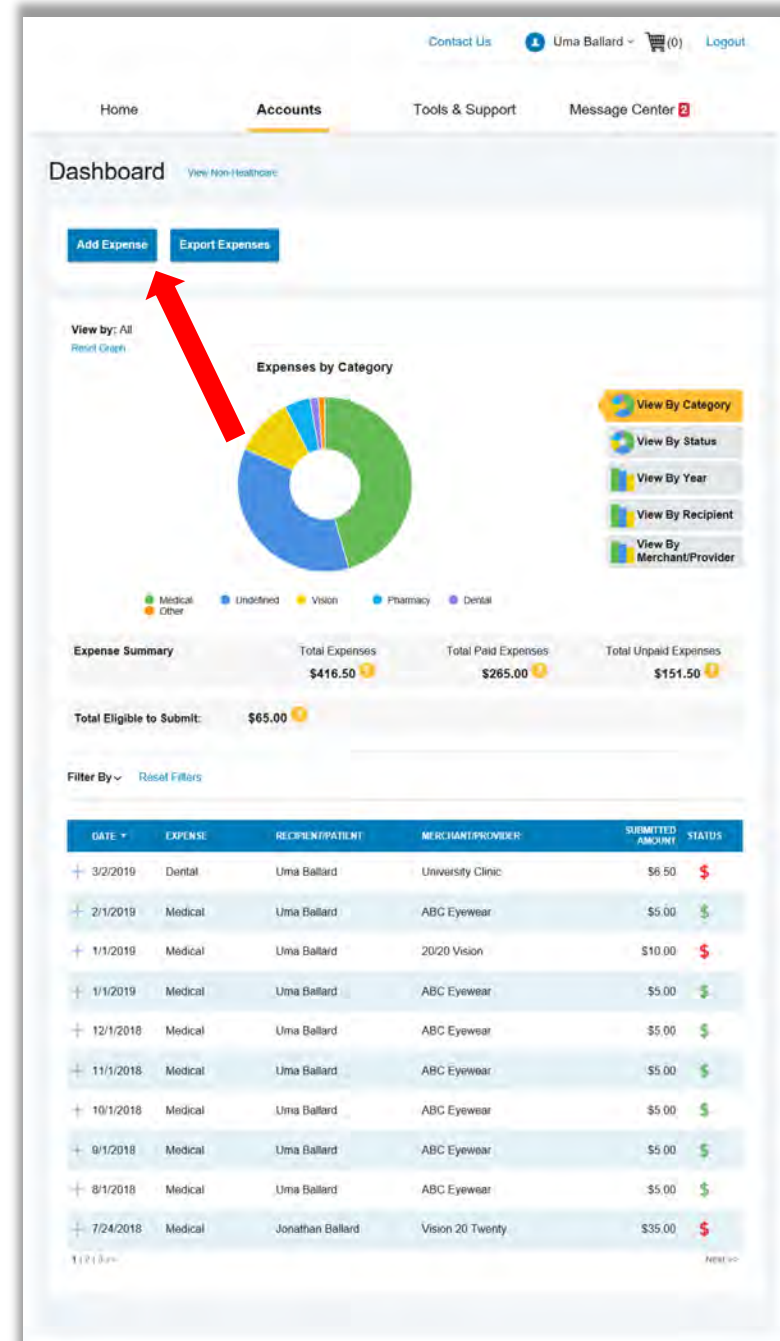 Contact Us Uma Ballard (0) Logout
Home Accounts Tools & Support Message Center 2
Dashboard View Non-Healthcare
Add Expense Export Expenses
View by: All
Reset Graph
Expenses by Category
View By Category
View By Status
View By Year
View By Recipient
View By
Merchant/Provider
Medical Undefined Vision Pharmacy Dental
Other
Expense Summary Total Expenses Total Paid Expenses Total Unpaid Expenses
$416.50 $265.00 $151.50
Total Eligible to Submit: $65.00
Filter By Reset Filters
DATE EXPENSE RECIPIENT/PATIENT MERCHANT/PROVIDER SUBMITTED AMOUNT STATUS
+ 3/2/2019 Dental Uma Ballard University Clinic $6.50 $
+ 2/1/2019 Medical Uma Ballard ABC Eyewear $5.00 $
+ 1/1/2019 Medical Uma Ballard 20/20 Vision $10.00 $
+ 1/1/2019 Medical Uma Ballard ABC Eyewear $5.00 $
+ 12/1/2018 Medical Uma Ballard ABC Eyewear $5.00 $
+ 11/1/2018 Medical Uma Ballard ABC Eyewear $5.00 $
+ 10/1/2018 Medical Uma Ballard ABC Eyewear $5.00 $
+ 9/1/2018 Medical Uma Ballard ABC Eyewear $5.00 $
+ 8/1/2018 Medical Uma Ballard ABC Eyewear $5.00 $
+ 7/24/2018 Medical Jonathan Ballard Vision 20 Twenty $35.00 $
Next >>